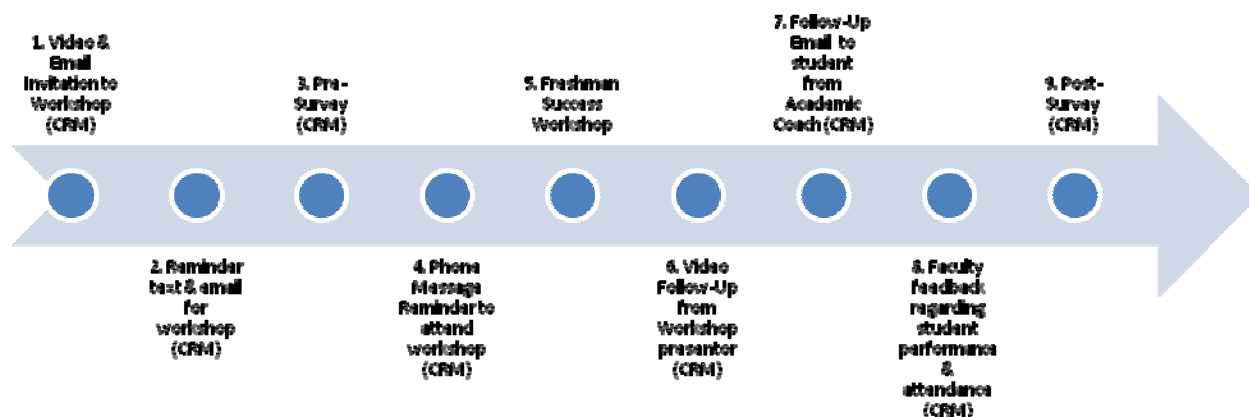 1. Video &
Email
Invitation to
Workshop
(CRM)
2. Reminder
text & email
for
workshop
(CRM)
3. Pre-
Survey
(CRM)
4. Phone
Message
Reminder to
attend
workshop
(CRM)
5. Freshman
Success
Workshop
6. Video
Follow-Up
from
Workshop
presenter
(CRM)
7. Follow-Up
Email to
student
from
Academic
Coach (CRM)
8. Faculty
feedback
regarding
student
performance
&
attendance
(CRM)
9. Post-
Survey
(CRM)